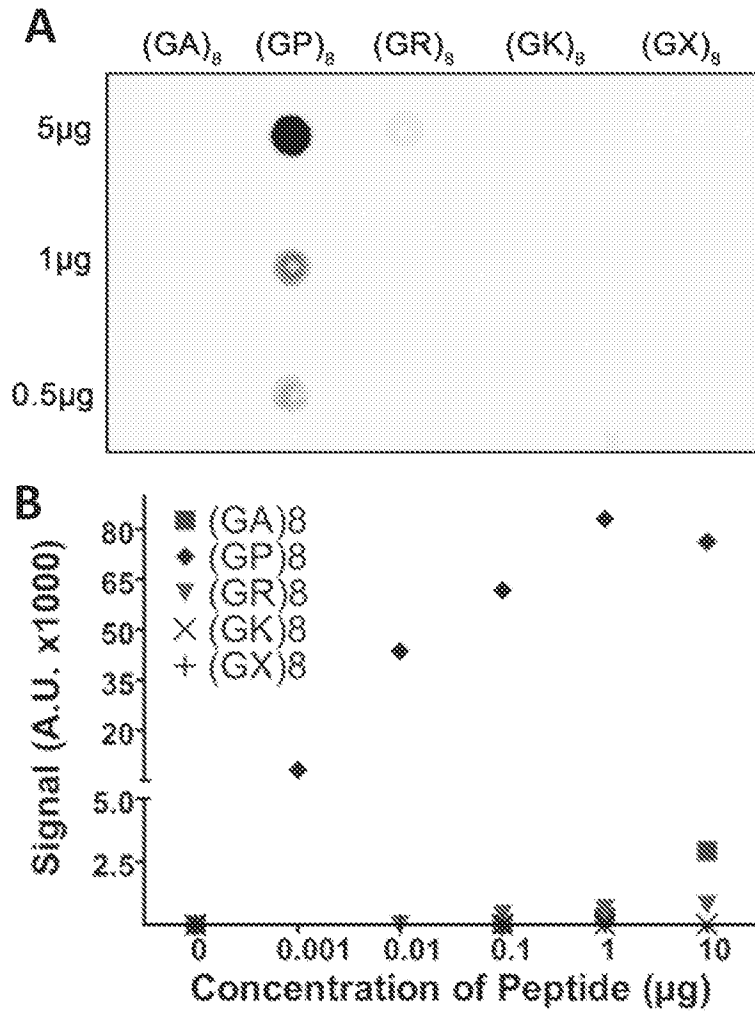 A
(GA)₈ (GP)₈ (GR)₈ (GK)₈ (GX)₈
5µg
1µg
0.5µg
B
(GA)8
(GP)8
(GR)8
(GK)8
(GX)8
80
65
50
35
20
5.0
2.5
Signal (A.U. x1000)
0 0.001 0.01 0.1 1 10
Concentration of Peptide (µg)